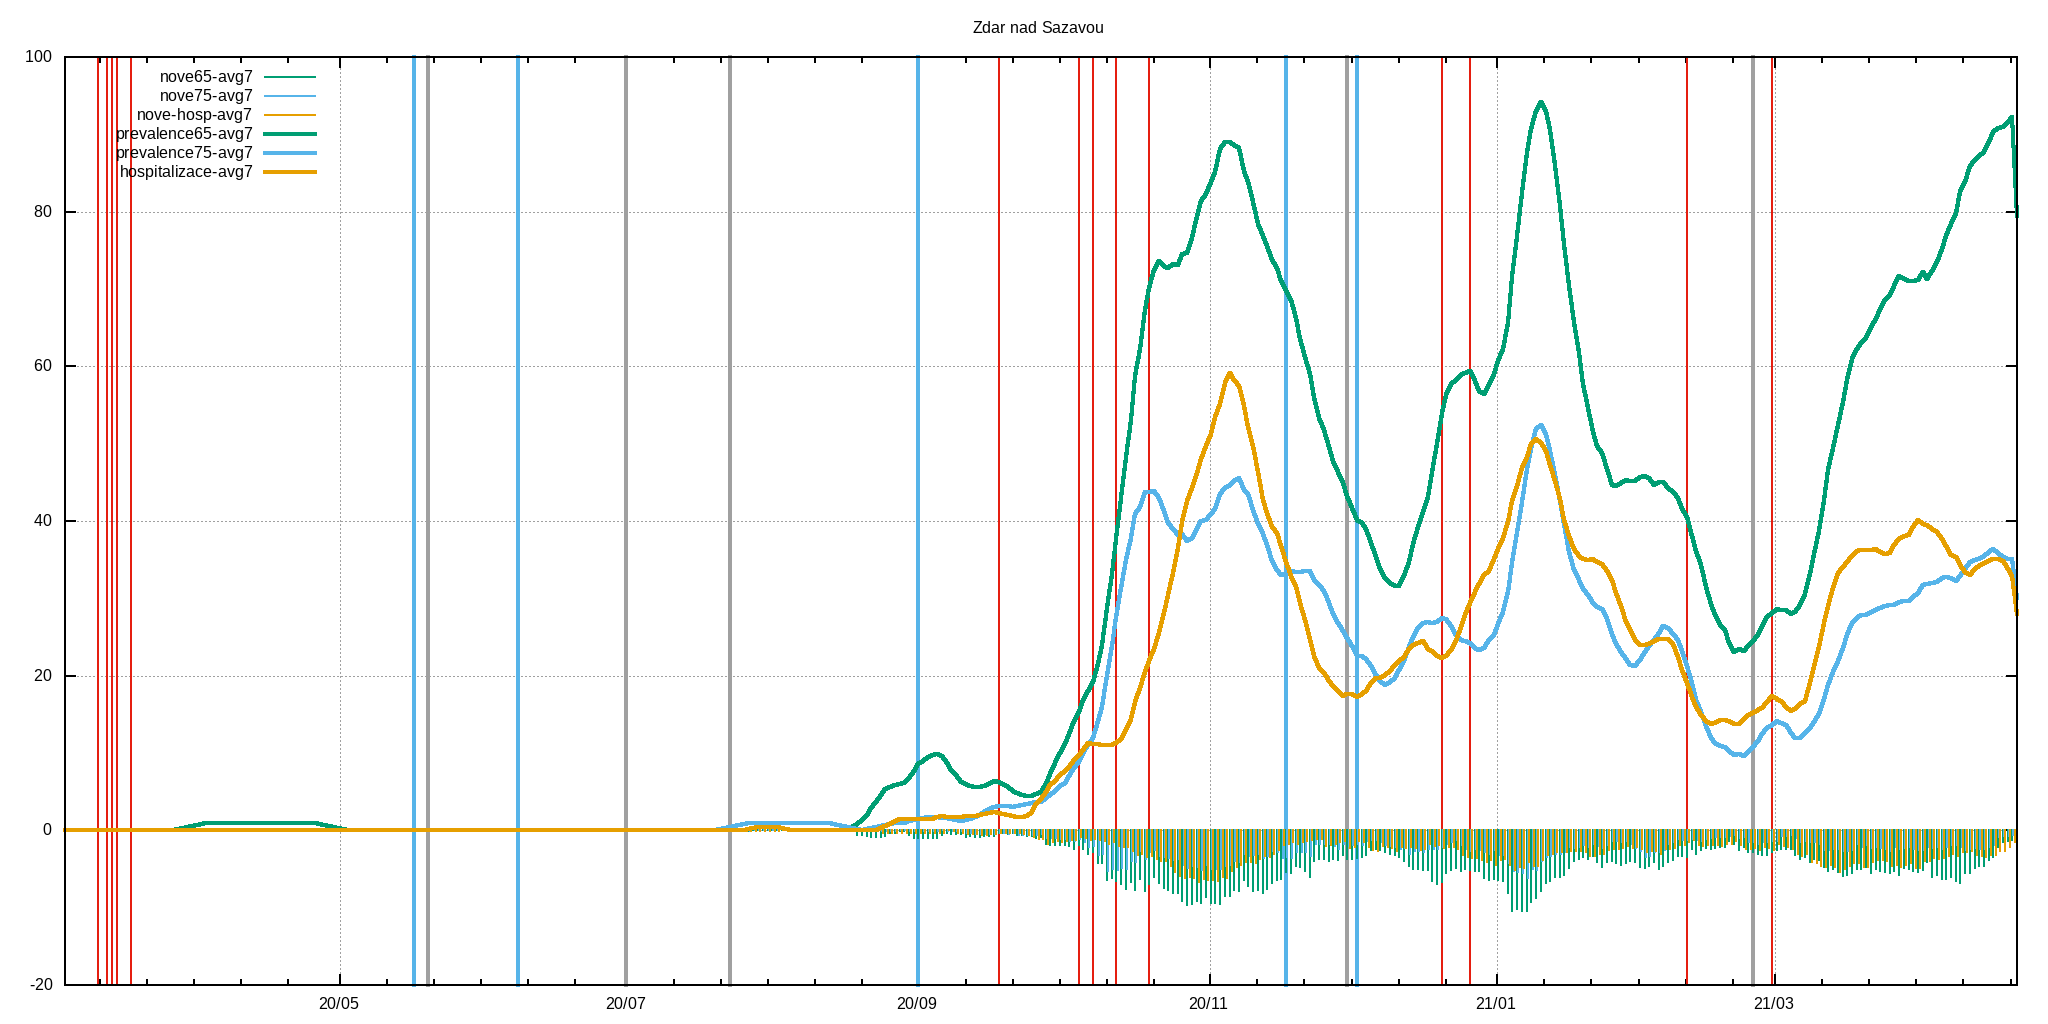 Zdar nad Sazavou
100
80
60
40
20
0
-20
nove65-avg7
nove75-avg7
nove-hosp-avg7
prevalence65-avg7
prevalence75-avg7
hospitalizace-avg7
20/05
20/07
20/09
20/11
21/01
21/03